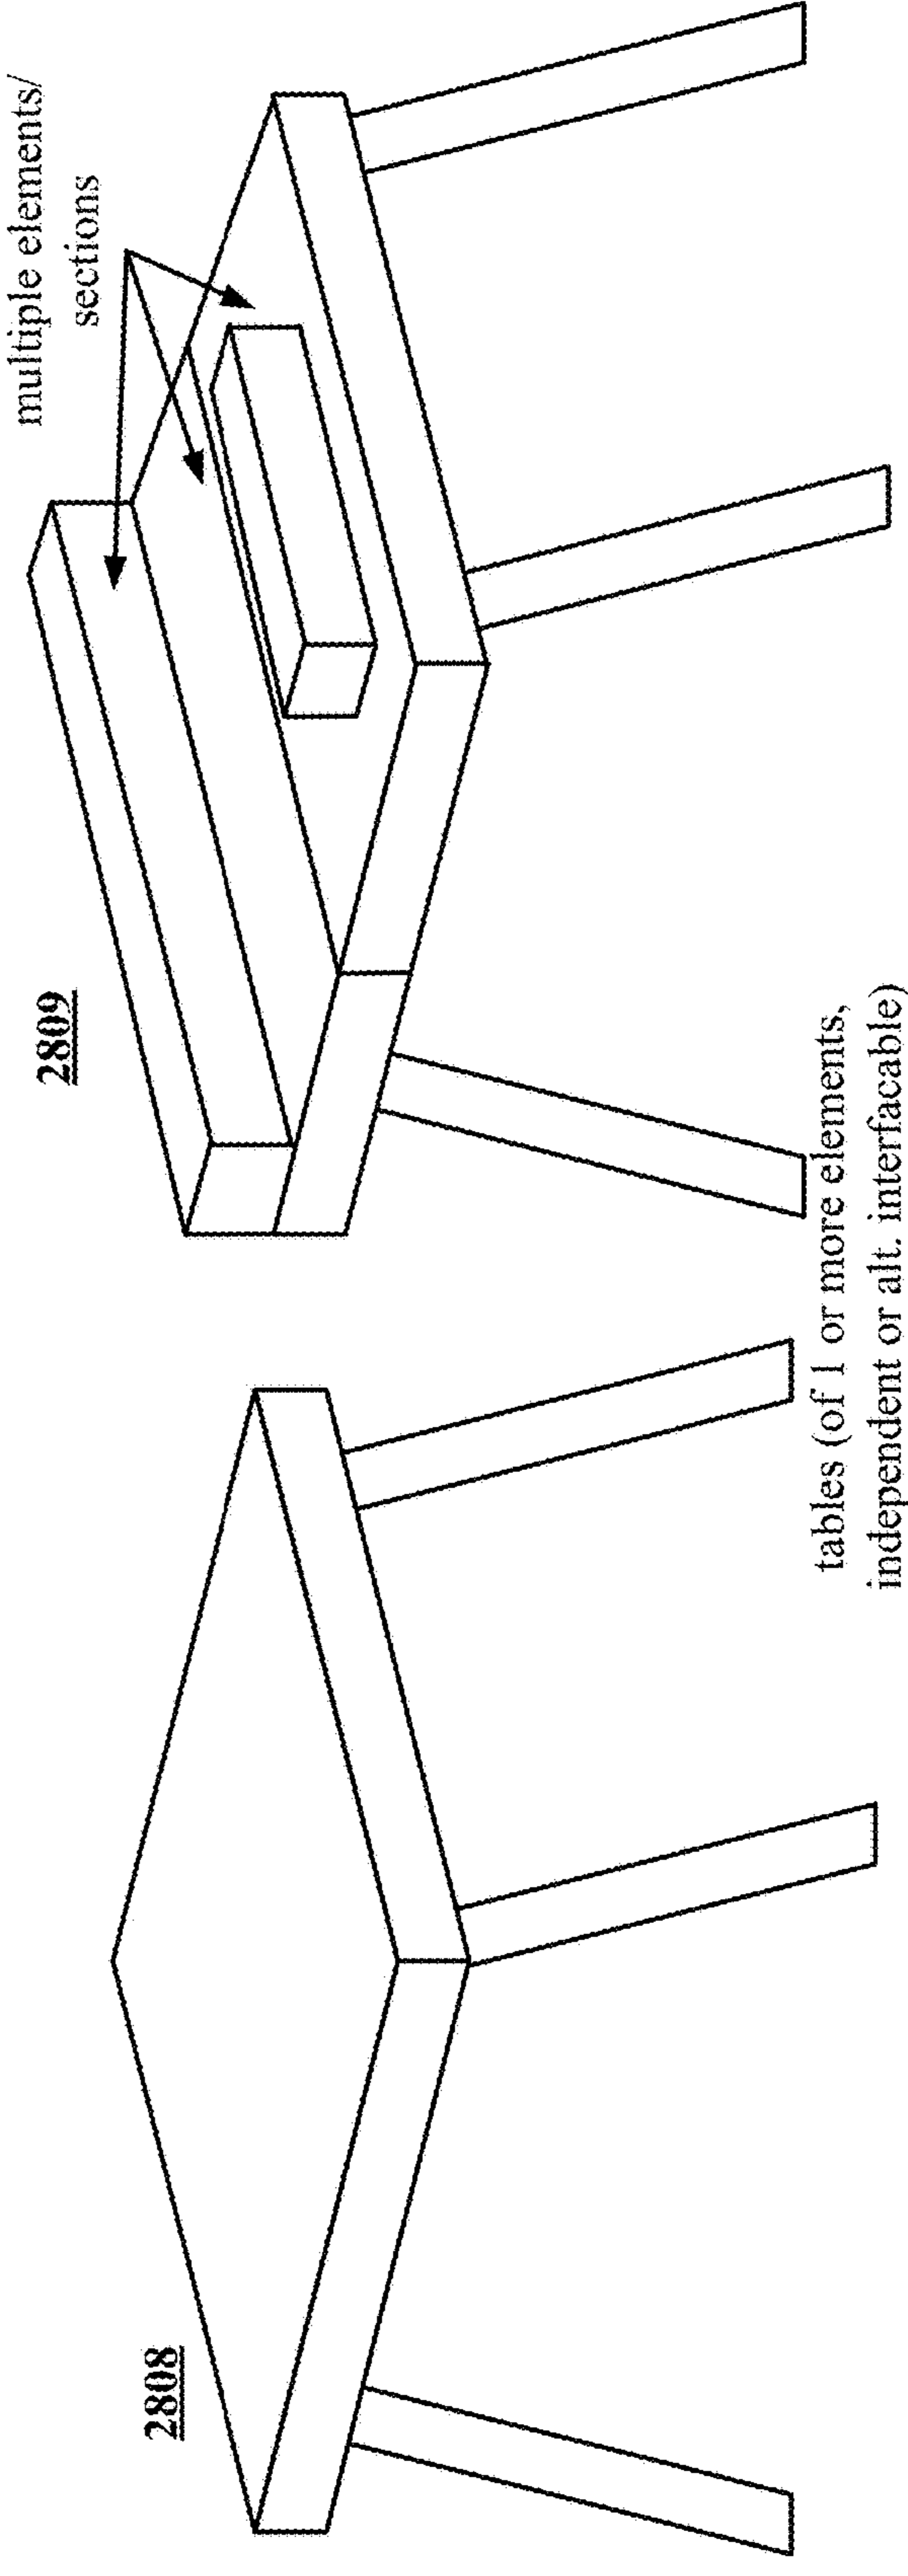 2808
2809
multiple elements/
sections
tables (of 1 or more elements,
independent or alt. interfacable)